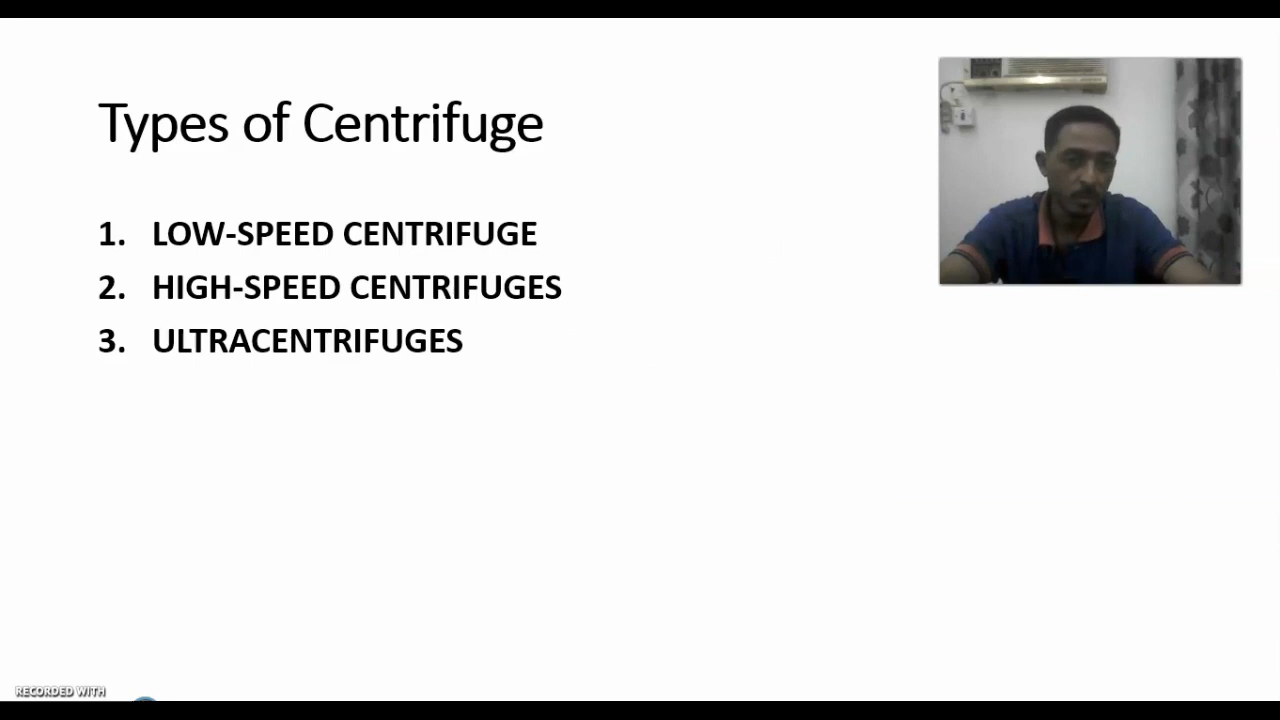 Types of Centrifuge
1. LOW-SPEED CENTRIFUGE
2. HIGH-SPEED CENTRIFUGES
3. ULTRACENTRIFUGES
RECORDED WITH